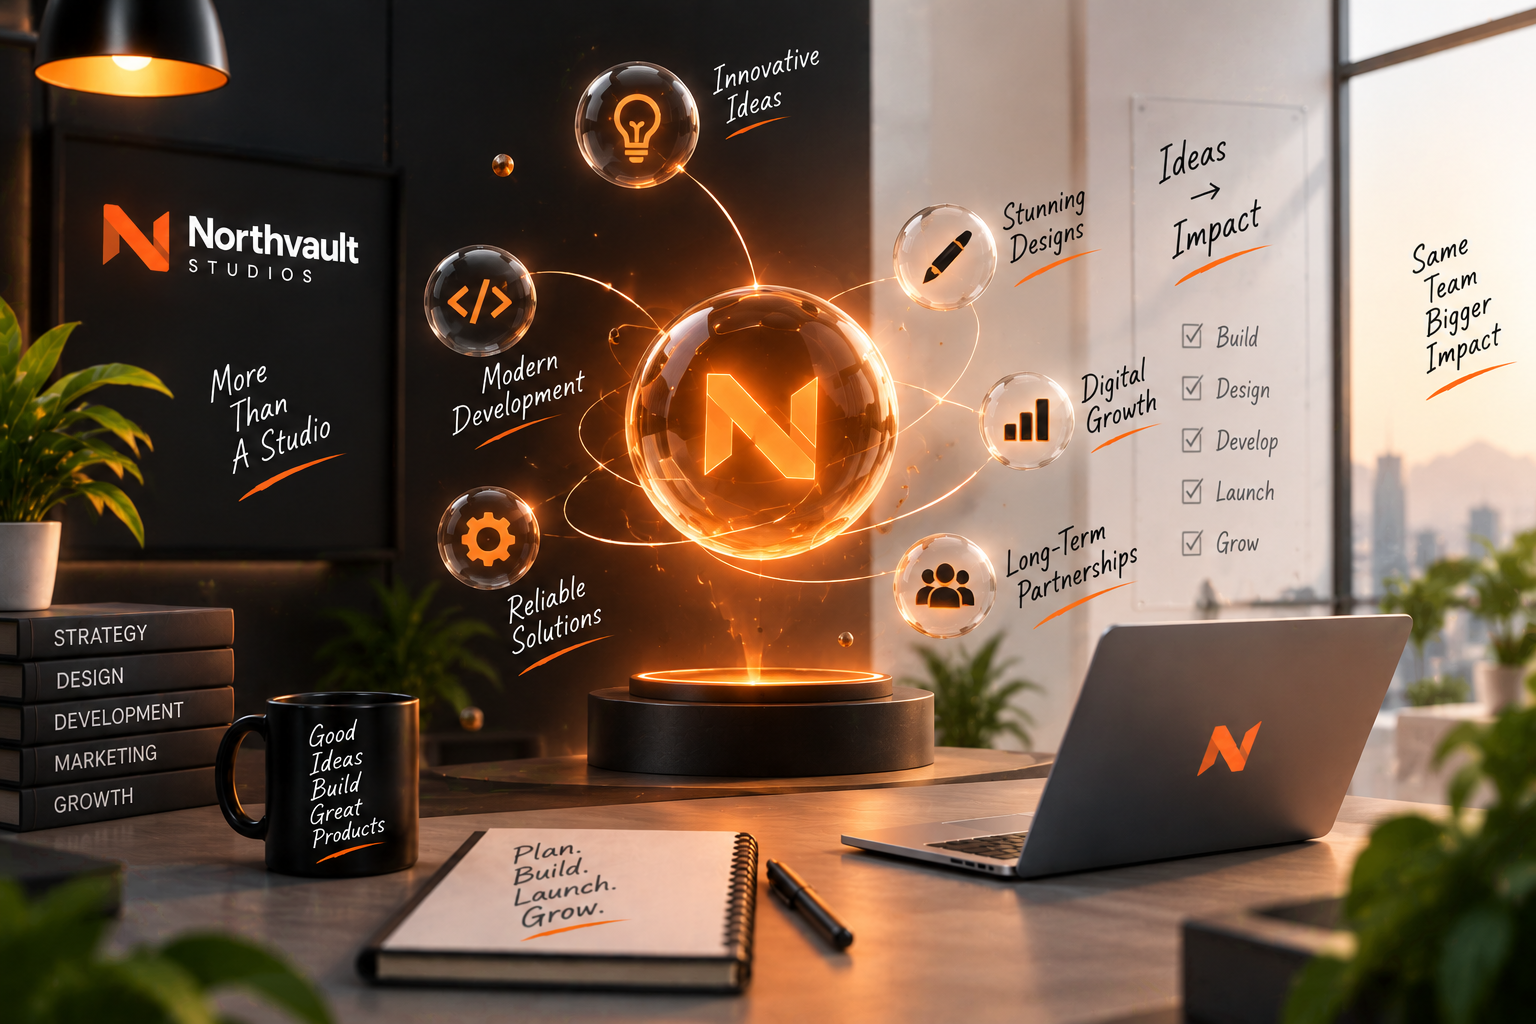 Northvault
STUDIOS
More
Than
A Studio
Innovative
Ideas
Modern
Development
Reliable
Solutions
Stunning
Designs
Digital
Growth
Long-Term
Partnerships
Ideas
→
Impact
Build
Design
Develop
Launch
Grow
Same
Team
Bigger
Impact
STRATEGY
DESIGN
DEVELOPMENT
MARKETING
GROWTH
Good
Ideas
Build
Great
Products
Plan.
Build.
Launch.
Grow.